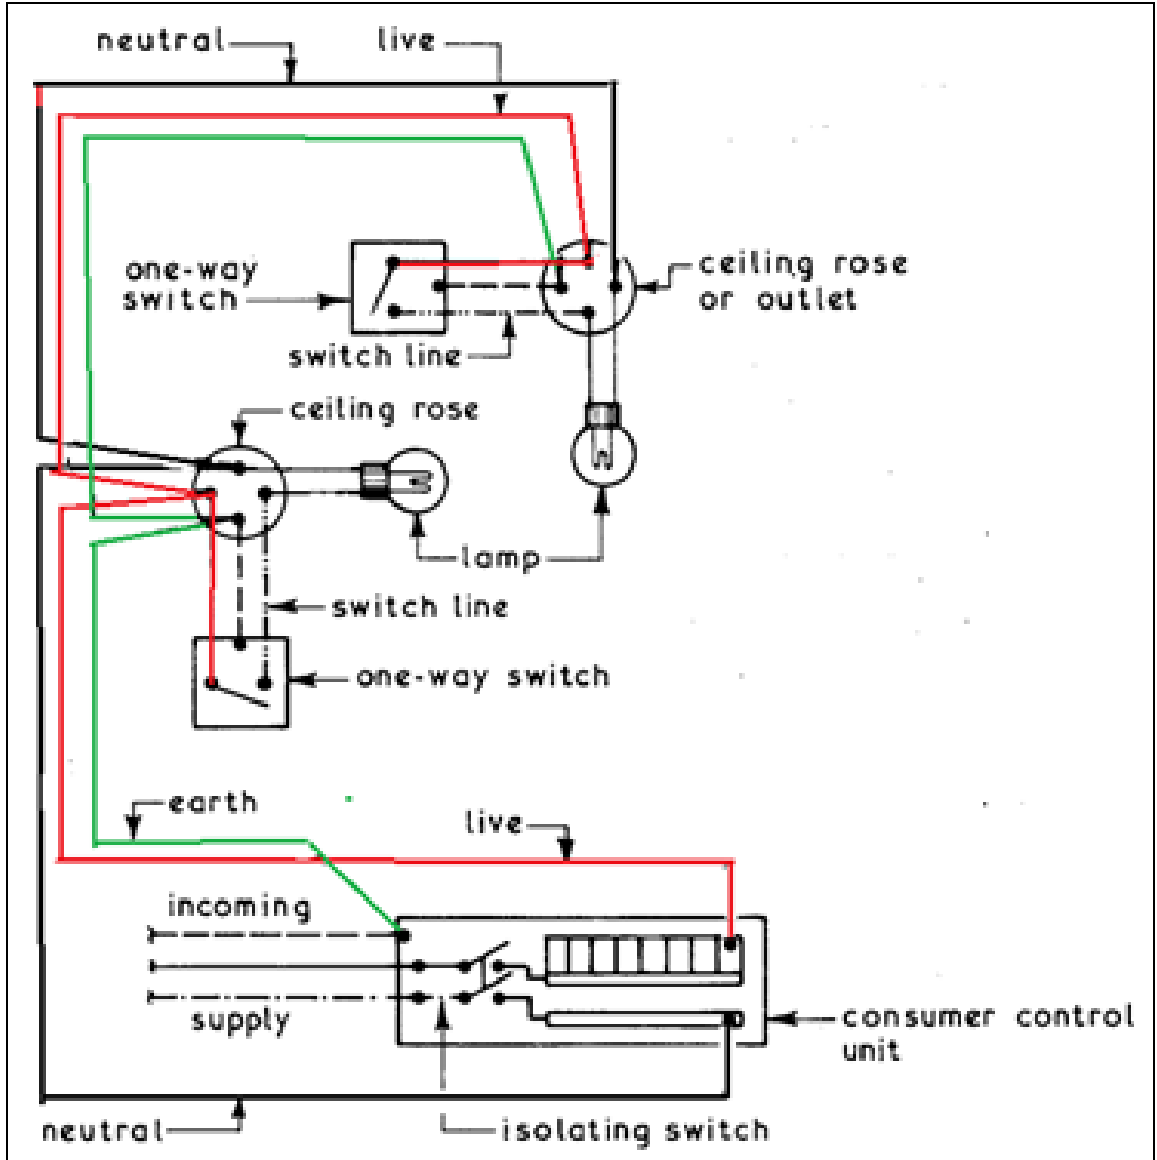 neutral
live
one-way
switch
ceiling rose
or outlet
switch line
ceiling rose
lamp
switch line
one-way switch
earth
live
incoming
supply
consumer control
unit
neutral
isolating switch